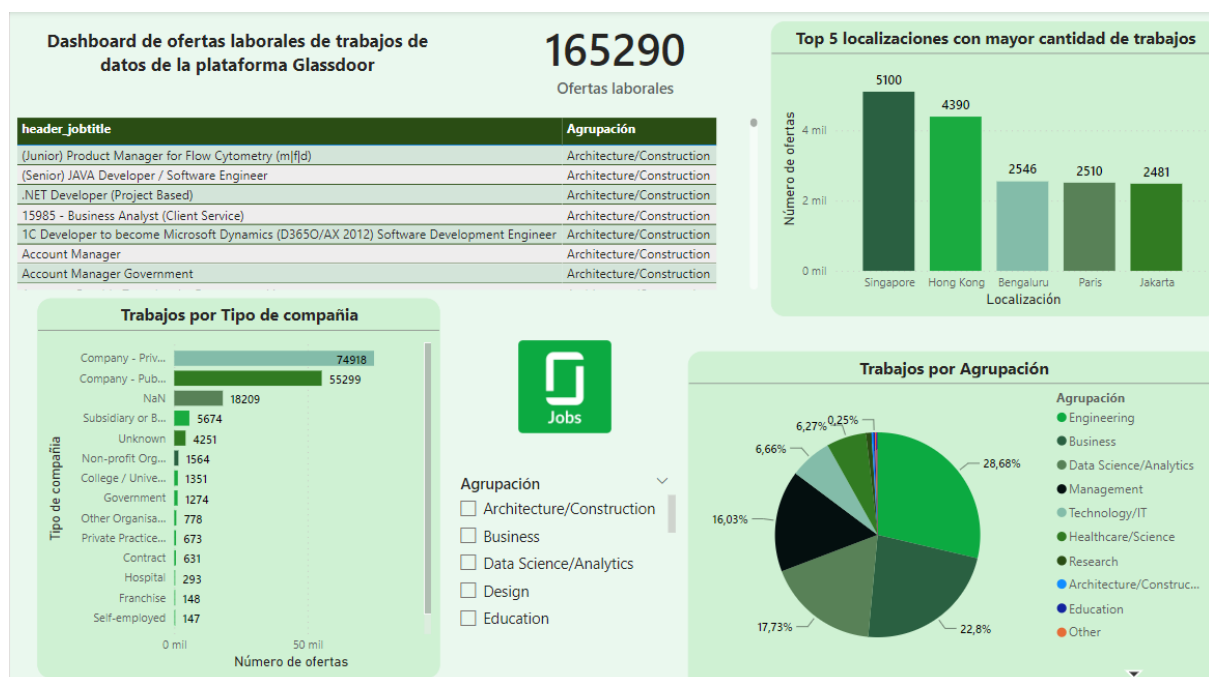 Dashboard de ofertas laborales de trabajos de
datos de la plataforma Glassdoor
165290
Ofertas laborales
header_jobtitle Agrupación
(Junior) Product Manager for Flow Cytometry (m|f|d) Architecture/Construction
(Senior) JAVA Developer / Software Engineer Architecture/Construction
.NET Developer (Project Based) Architecture/Construction
15985 - Business Analyst (Client Service) Architecture/Construction
1C Developer to become Microsoft Dynamics (D365O/AX 2012) Software Development Engineer Architecture/Construction
Account Manager Architecture/Construction
Account Manager Government Architecture/Construction
Top 5 localizaciones con mayor cantidad de trabajos
Número de ofertas
4 mil
2 mil
0 mil
5100
4390
2546
2510
2481
Singapore Hong Kong Bengaluru Paris Jakarta
Localización
Trabajos por Tipo de compañia
Tipo de compañía
Company - Priv... 74918
Company - Pub... 55299
NaN 18209
Subsidiary or B... 5674
Unknown 4251
Non-profit Org... 1564
College / Unive... 1351
Government 1274
Other Organisa... 778
Private Practice... 673
Contract 631
Hospital 293
Franchise 148
Self-employed 147
0 mil 50 mil
Número de ofertas
Jobs
Agrupación
Architecture/Construction
Business
Data Science/Analytics
Design
Education
Trabajos por Agrupación
28,68%
22,8%
17,73%
16,03%
6,66%
6,27%
0,25%
Agrupación
Engineering
Business
Data Science/Analytics
Management
Technology/IT
Healthcare/Science
Research
Architecture/Construc...
Education
Other